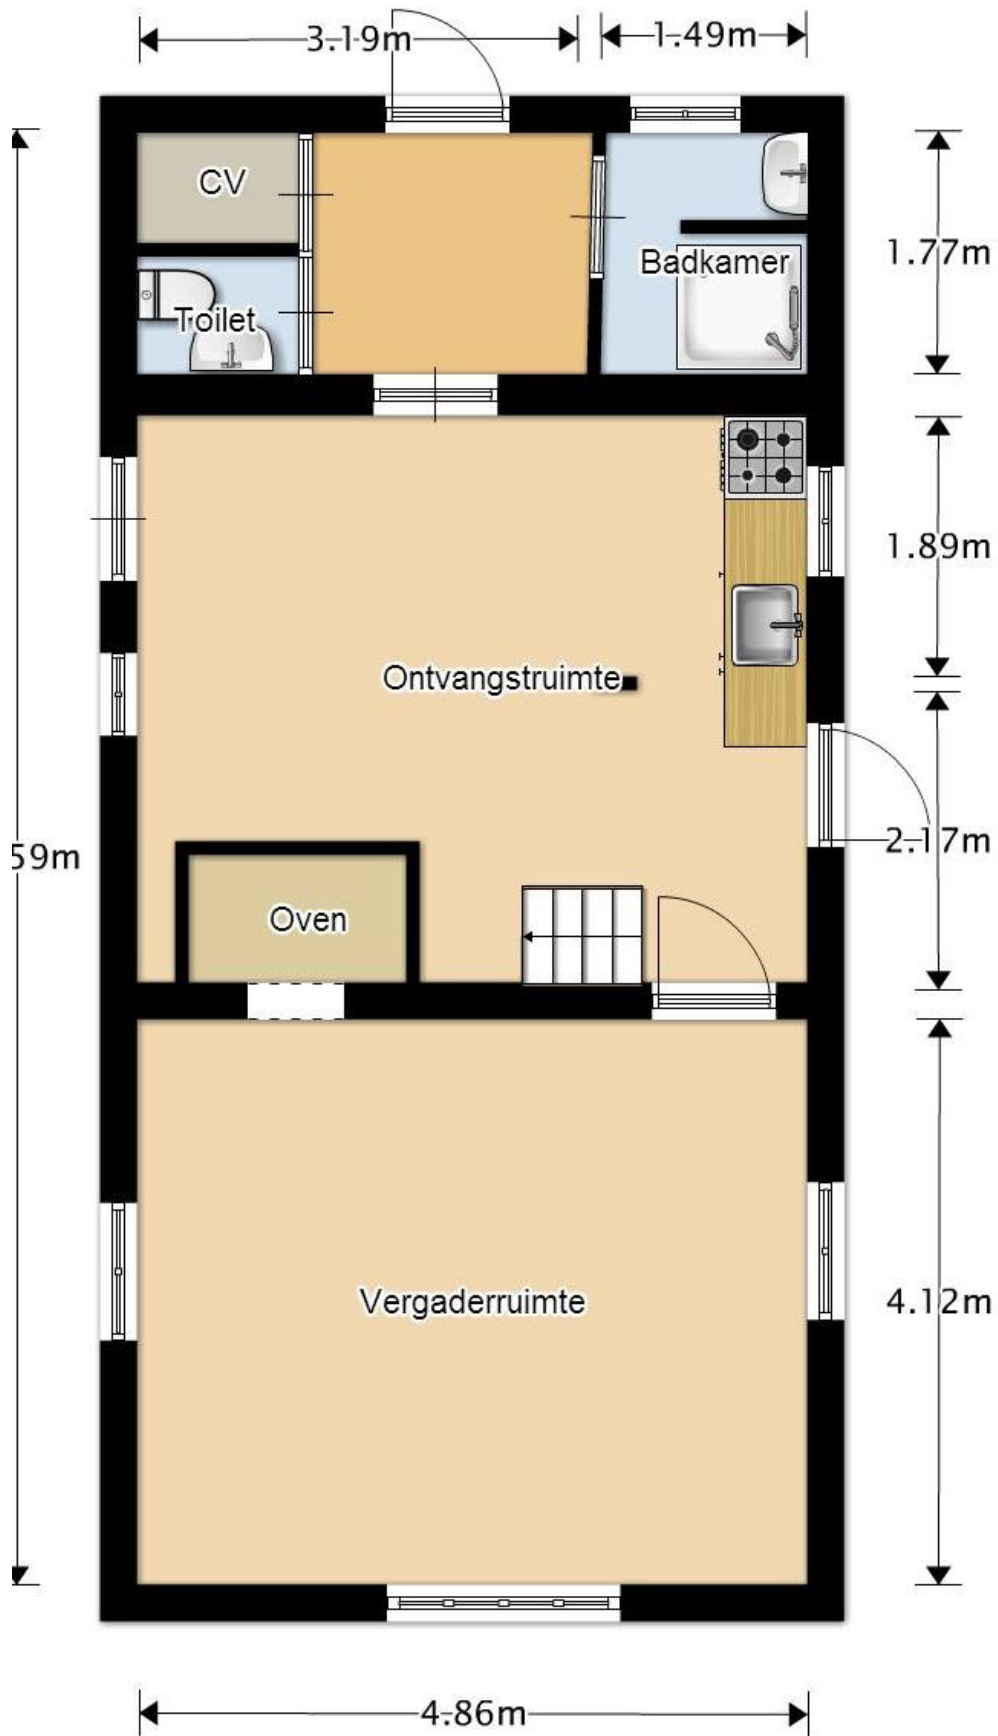 3.19m
1.49m
CV
1.77m
Badkamer
Toilet
1.89m
Ontvangstruimte
2.17m
59m
Oven
Vergaderruimte
4.12m
4.86m